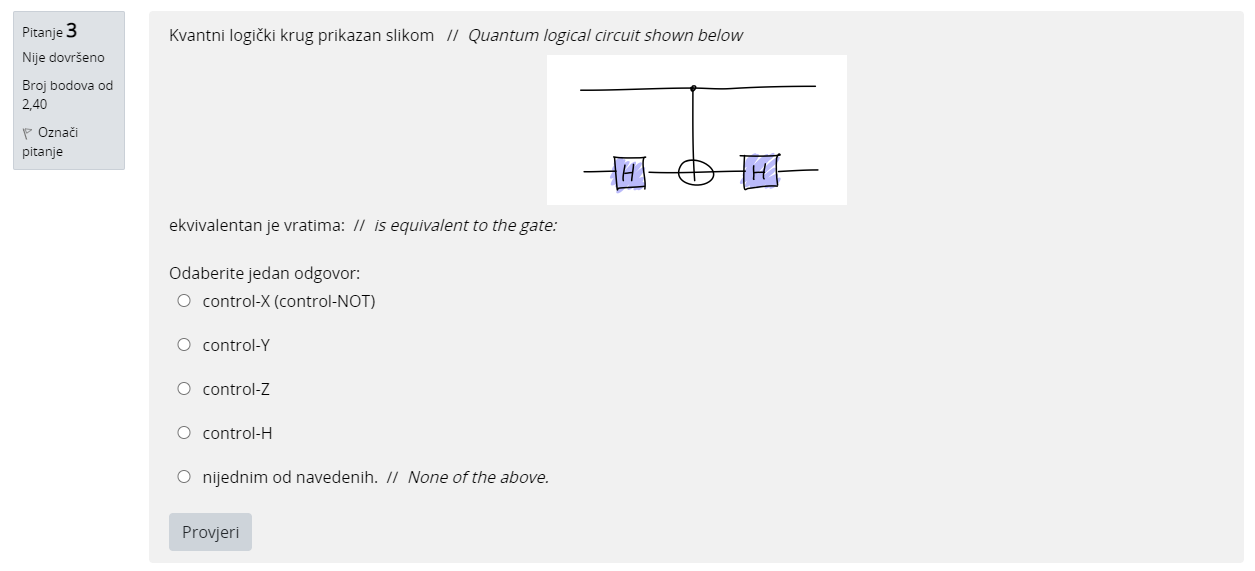 Pitanje 3
Nije dovršeno
Broj bodova od
2,40
Označi
pitanje
Kvantni logički krug prikazan slikom // Quantum logical circuit shown below
H
H
ekvivalentan je vratima: // is equivalent to the gate:
Odaberite jedan odgovor:
control-X (control-NOT)
control-Y
control-Z
control-H
nijednim od navedenih. // None of the above.
Provjeri